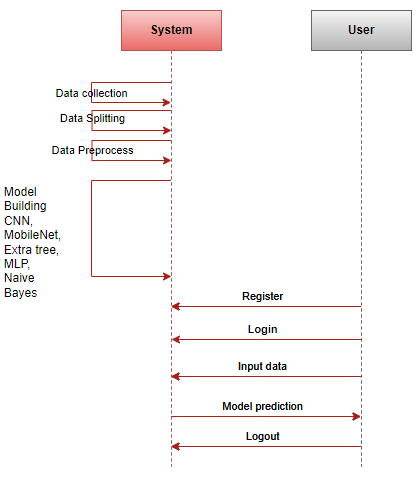 System
User
Data collection
Data Splitting
Data Preprocess
Model
Building
CNN,
MobileNet,
Extra tree,
MLP,
Naive
Bayes
Register
Login
Input data
Model prediction
Logout